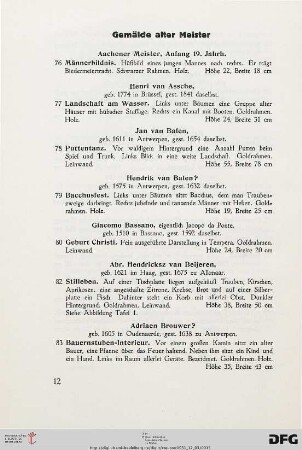 Gemälde alter Meister
Aachener Meister, Anfang 19. Jahrh.
76 Männerbildnis. Hüftbild eines jungen Mannes nach rechts. Er trägt
Biedermeiertracht. Schwarzer Rahmen. Holz. Höhe 22, Breite 18 cm
Henri van Assche,
geb. 1774 in Brüssel, gest. 1841 daselbst.
77 Landschaft am Wasser. Links unter Bäumen eine Gruppe alter
Häuser mit hübscher Staffage. Rechts ein Kanal mit Booten. Goldrahmen.
Holz. Höhe 24, Breite 31 cm
Jan van Balen,
geb. 1611 in Antwerpen, gest. 1654 daselbst.
78 Puttentanz. Vor waldigem Hintergrund eine Anzahl Putten beim
Spiel und Trunk. Links Blick in eine weite Landschaft. Goldrahmen.
Leinwand. Höhe 59, Breite 78 cm
Hendrik van Balen?
geb. 1575 in Antwerpen, gest. 1632 daselbst.
79 Bacchusfest. Links unter Bäumen sitzt Bacchus, dem man Trauben-
zweige darbringt. Rechts jubelnde und tanzende Männer mit Heber. Goldrahmen. Holz. Höhe 19, Breite 25 cm
Giacomo Bassano, eigentlich Jacopo da Ponte,
geb. 1510 in Bassano, gest. 1592 daselbst.
80 Geburt Christi. Fein ausgeführte Darstellung in Tempera. Goldrahmen.
Leinwand. Höhe 24, Breite 20 cm
Abr. Hendricksz van Beijeren,
geb. 1621 im Haag, gest. 1675 zu Alkmaar.
82 Stilleben. Auf einer Tischplatte liegen aufgehäuft Trauben, Kirschen,
Aprikosen, eine angeschälte Zitrone, Krebse, Brot und auf einer Silber-
platte ein Fisch. Dahinter steht ein Korb mit allerlei Obst. Dunkler
Hintergrund. Goldrahmen. Leinwand. Höhe 38, Breite 50 cm
Siehe Abbildung Tafel 1.
Adriaen Brouwer?
geb. 1605 in Oudenaerde, gest. 1638 zu Antwerpen.
83 Bauernstuben-Interieur. Vor einem großen Kamin sitzt ein alter
Bauer, eine Pfanne über das Feuer haltend. Neben ihm sitzt ein Kind und
ein Hund. Links im Raum allerlei Geräte. Bezeichnet. Goldrahmen. Holz.
Höhe 35, Breite 43 cm
12
DFG